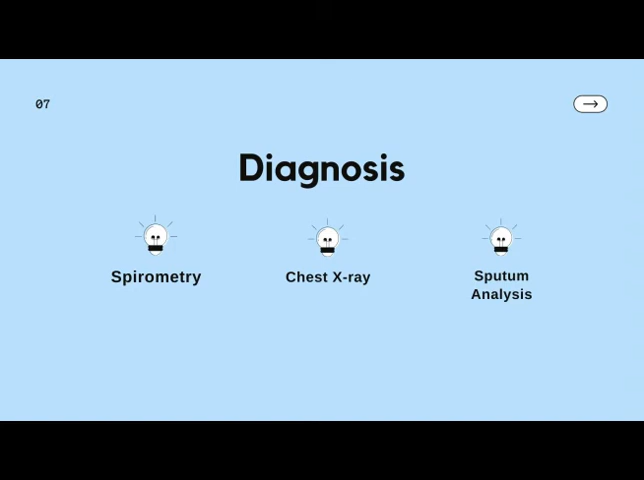 07
Diagnosis
Spirometry
Chest X-ray
Sputum
Analysis